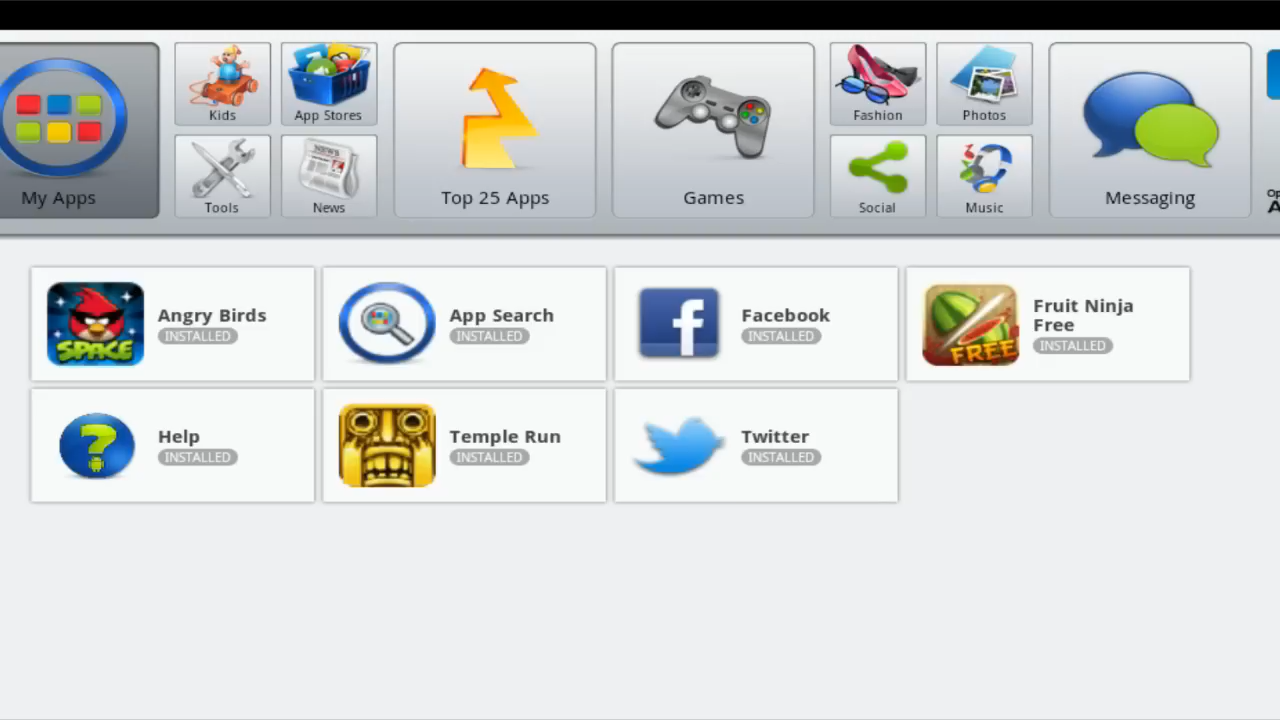 My Apps
Kids
App Stores
Tools
NEWS
News
Top 25 Apps
Games
Fashion
Photos
Social
Music
Messaging
SPACE
Angry Birds
INSTALLED
App Search
INSTALLED
f
Facebook
INSTALLED
FREE
Fruit Ninja
Free
INSTALLED
?
Help
INSTALLED
Temple Run
INSTALLED
Twitter
INSTALLED